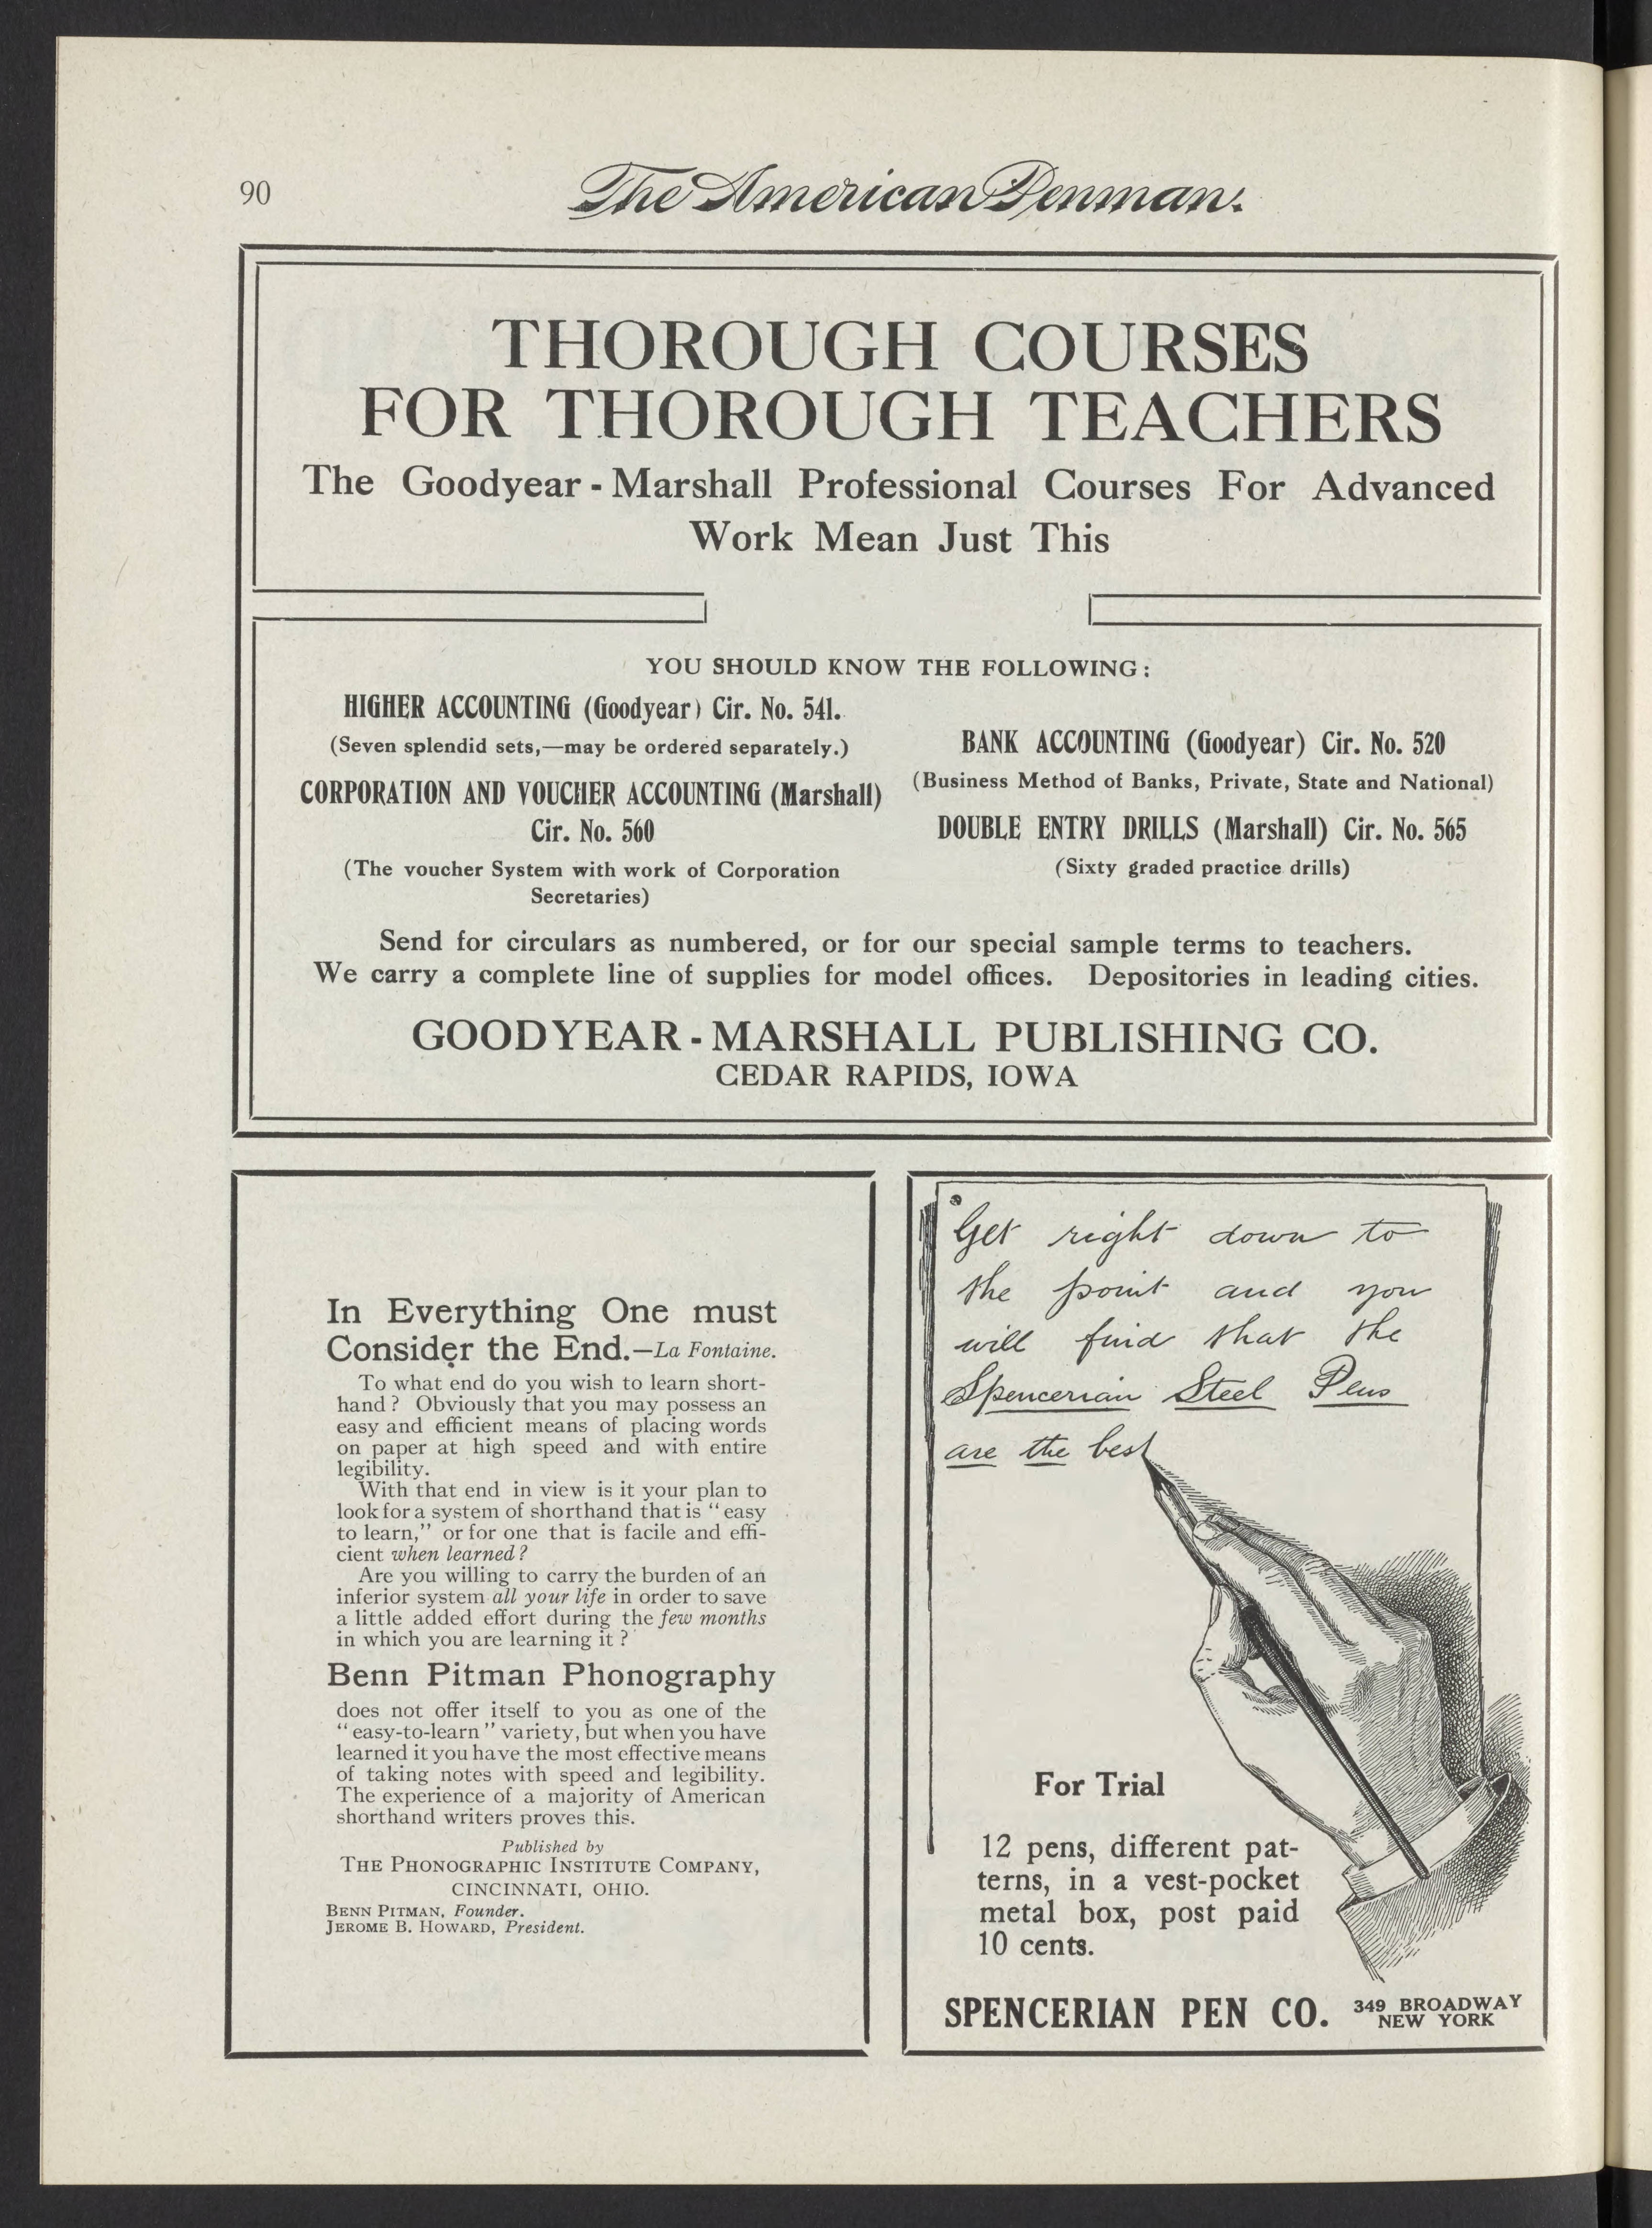 90
The American Penman.
THOROUGH COURSES
FOR THOROUGH TEACHERS
The Goodyear - Marshall Professional Courses For Advanced
Work Mean Just This
YOU SHOULD KNOW THE FOLLOWING:
HIGHER ACCOUNTING (Goodyear) Cir. No. 541.
(Seven splendid sets,—may be ordered separately.)
CORPORATION AND VOUCHER ACCOUNTING (Marshall)
Cir. No. 560
(The voucher System with work of Corporation
Secretaries)
BANK ACCOUNTING (Goodyear) Cir. No. 520
(Business Method of Banks, Private, State and National)
DOUBLE ENTRY DRILLS (Marshall) Cir. No. 565
(Sixty graded practice drills)
Send for circulars as numbered, or for our special sample terms to teachers.
We carry a complete line of supplies for model offices. Depositories in leading cities.
GOODYEAR - MARSHALL PUBLISHING CO.
CEDAR RAPIDS, IOWA
In Everything One must
Consider the End.—La Fontaine.
To what end do you wish to learn short-
hand? Obviously that you may possess an
easy and efficient means of placing words
on paper at high speed and with entire
legibility.
With that end in view is it your plan to
look for a system of shorthand that is "easy
to learn," or for one that is facile and effi-
cient when learned?
Are you willing to carry the burden of an
inferior system all your life in order to save
a little added effort during the few months
in which you are learning it?
Benn Pitman Phonography
does not offer itself to you as one of the
"easy-to-learn" variety, but when you have
learned it you have the most effective means
of taking notes with speed and legibility.
The experience of a majority of American
shorthand writers proves this.
Published by
THE PHONOGRAPHIC INSTITUTE COMPANY,
CINCINNATI, OHIO.
BENN PITMAN, Founder.
JEROME B. HOWARD, President.
Get right down to
the point and you
will find that the
Spencerian Steel Pens
are the best
For Trial
12 pens, different pat-
terns, in a vest-pocket
metal box, post paid
10 cents.
SPENCERIAN PEN CO. 349 BROADWAY
NEW YORK